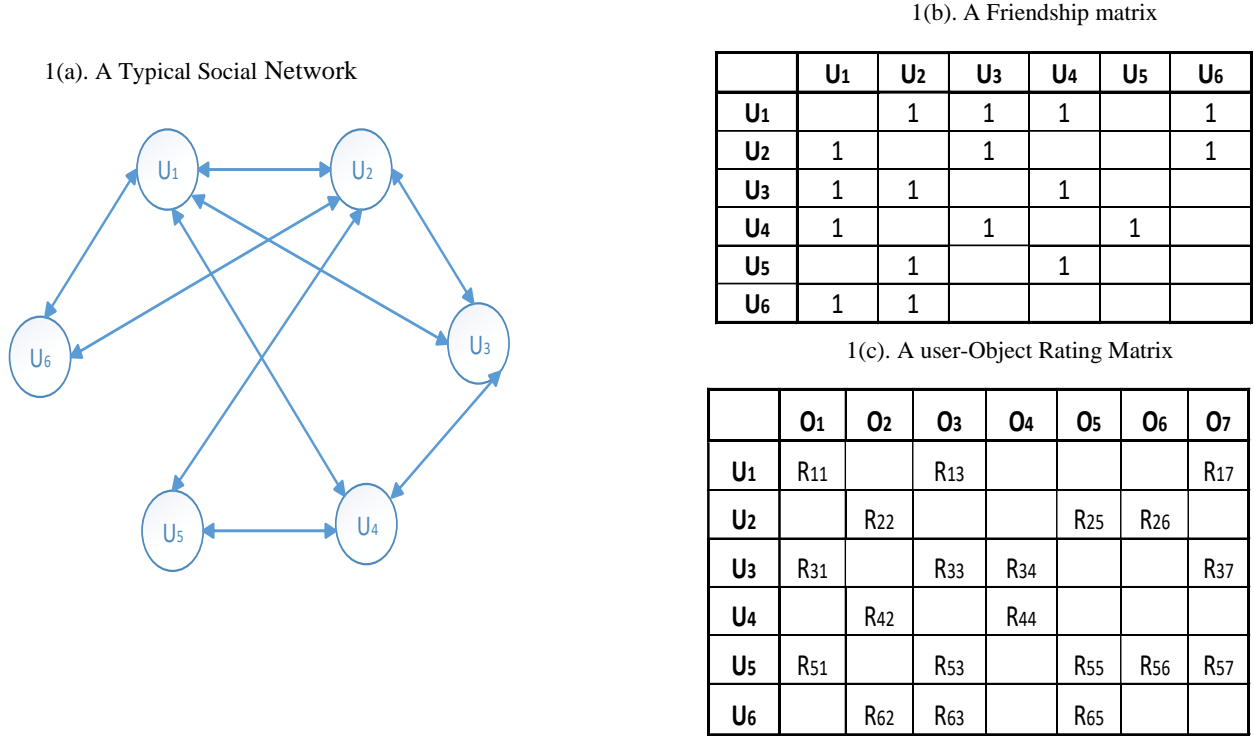 1(a). A Typical Social Network
U1
U2
U6
U3
U5
U4
1(b). A Friendship matrix
U1 U2 U3 U4 U5 U6
U1 1 1 1 1
U2 1 1 1
U3 1 1 1
U4 1 1 1
U5 1 1
U6 1 1
1(c). A user-Object Rating Matrix
O1 O2 O3 O4 O5 O6 O7
U1 R11 R13 R17
U2 R22 R25 R26
U3 R31 R33 R34 R37
U4 R42 R44
U5 R51 R53 R55 R56 R57
U6 R62 R63 R65